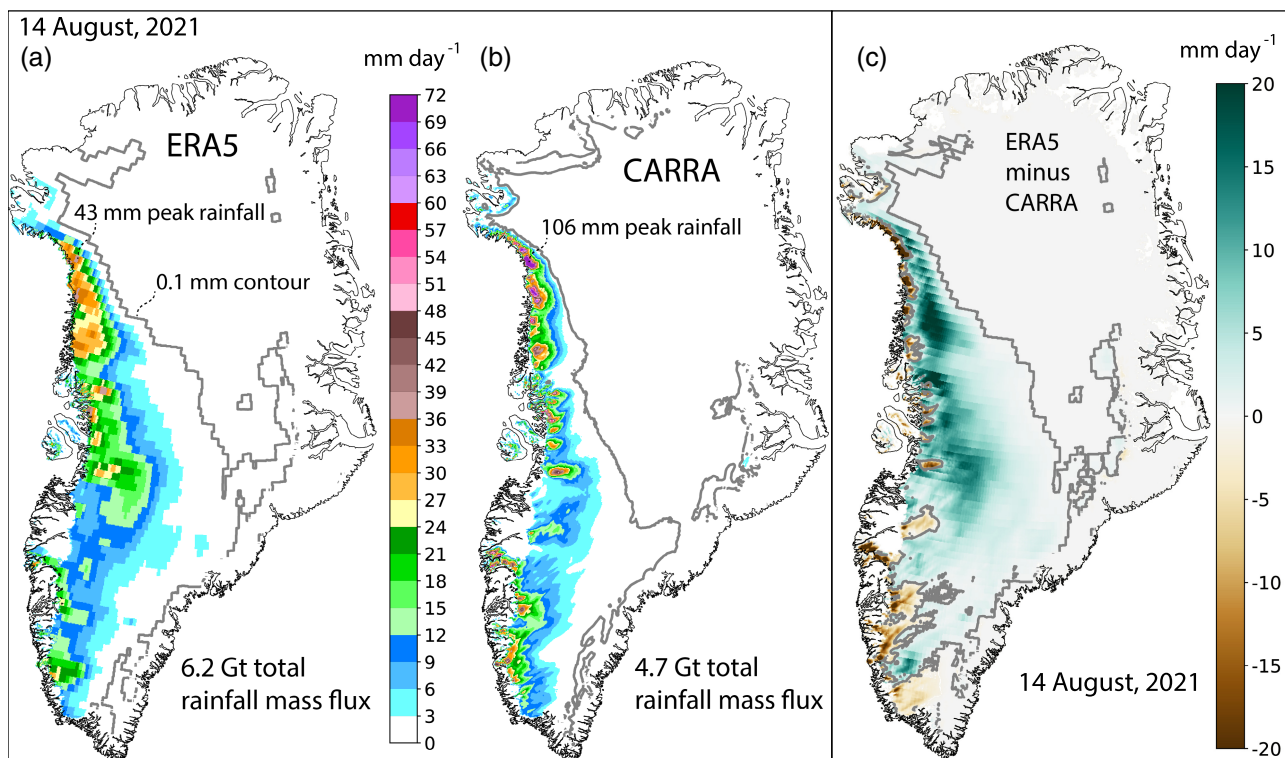 14 August, 2021
(a)
mm day⁻¹
(b)
(c)
mm day⁻¹
ERA5
43 mm peak rainfall
0.1 mm contour
6.2 Gt total
rainfall mass flux
72
69
66
63
60
57
54
51
48
45
42
39
36
33
30
27
24
21
18
15
12
9
6
3
0
CARRA
106 mm peak rainfall
4.7 Gt total
rainfall mass flux
ERA5
minus
CARRA
14 August, 2021
20
15
10
5
0
-5
-10
-15
-20